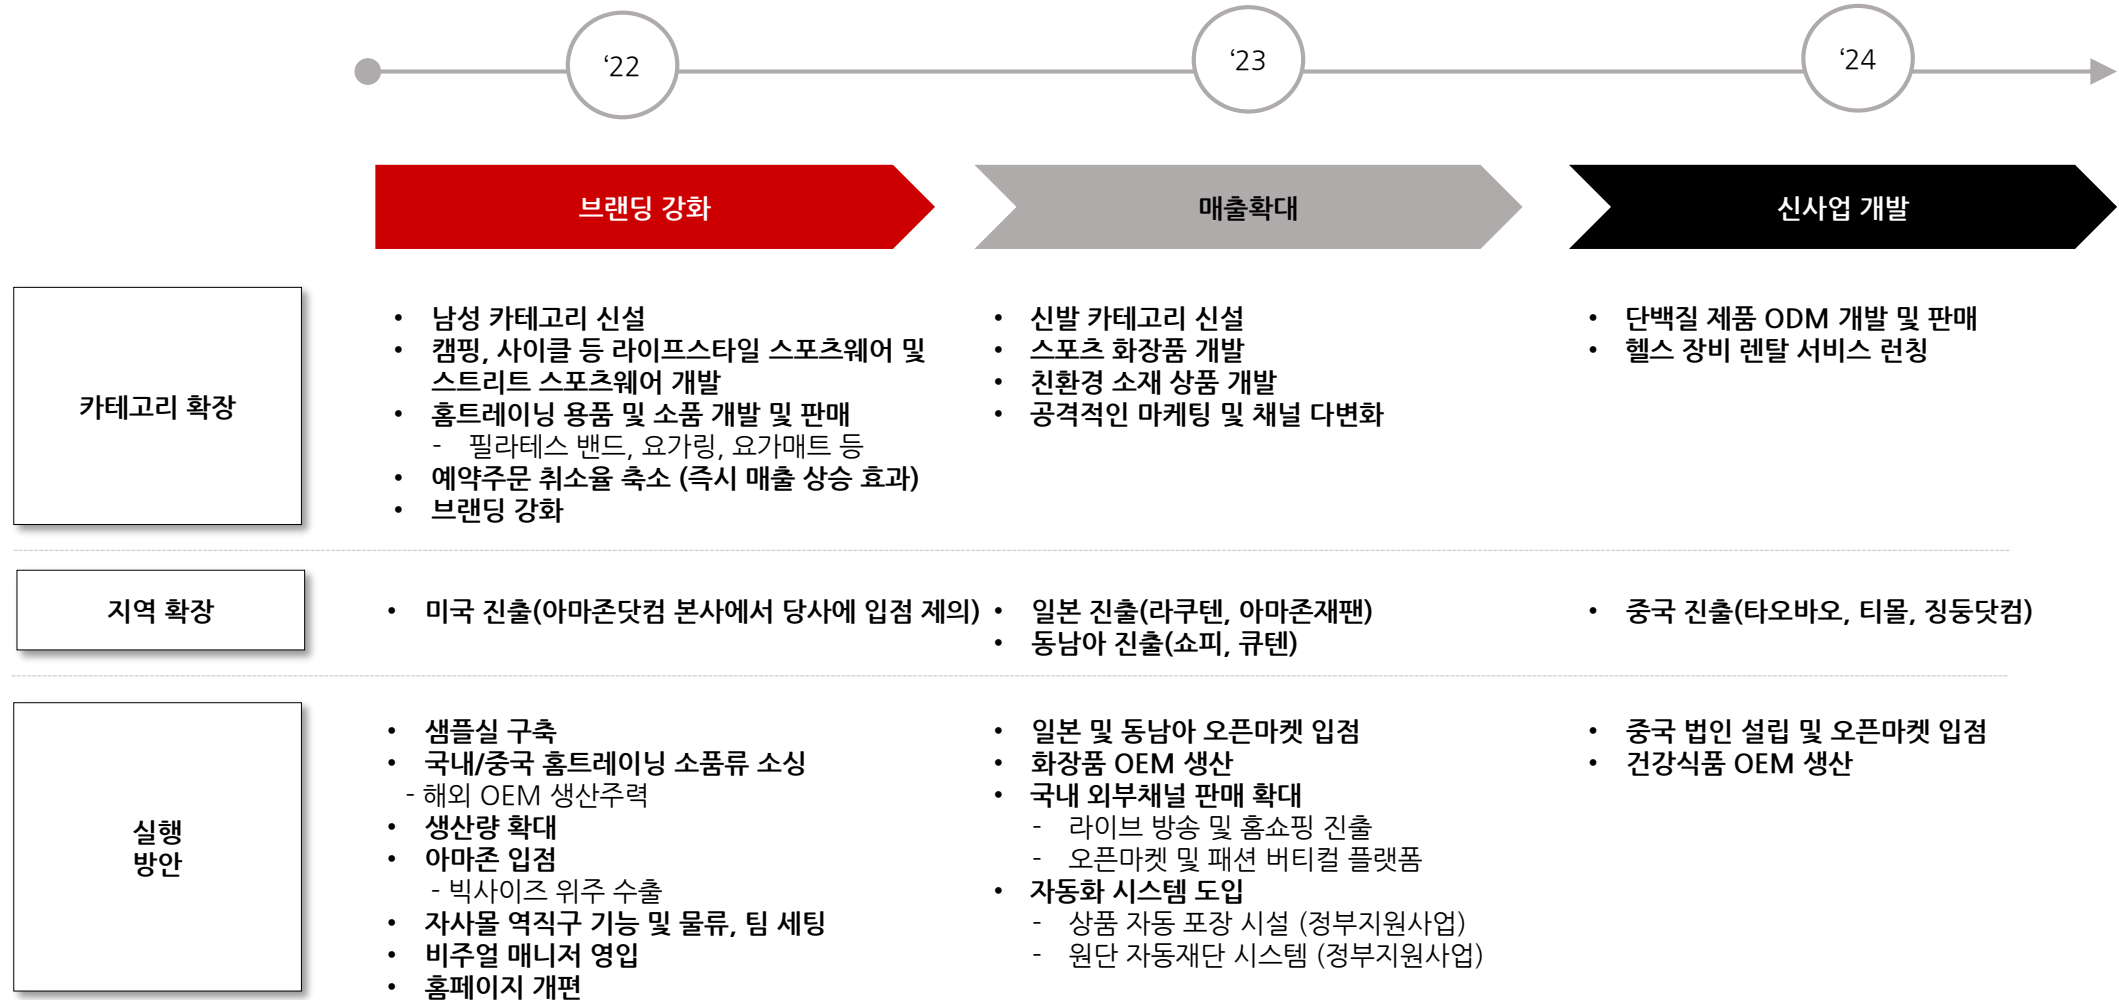 ‘22
‘23
‘24
브랜딩 강화
매출확대
신사업 개발
카테고리 확장
• 남성 카테고리 신설
• 캠핑, 사이클 등 라이프스타일 스포츠웨어 및
스트리트 스포츠웨어 개발
• 홈트레이닝 용품 및 소품 개발 및 판매
- 필라테스 밴드, 요가링, 요가매트 등
• 예약주문 취소율 축소 (즉시 매출 상승 효과)
• 브랜딩 강화
• 신발 카테고리 신설
• 스포츠 화장품 개발
• 친환경 소재 상품 개발
• 공격적인 마케팅 및 채널 다변화
• 단백질 제품 ODM 개발 및 판매
• 헬스 장비 렌탈 서비스 런칭
지역 확장
• 미국 진출(아마존닷컴 본사에서 당사에 입점 제의)
• 일본 진출(라쿠텐, 아마존재팬)
• 동남아 진출(쇼피, 큐텐)
• 중국 진출(타오바오, 티몰, 징둥닷컴)
실행
방안
• 샘플실 구축
• 국내/중국 홈트레이닝 소품류 소싱
- 해외 OEM 생산주력
• 생산량 확대
• 아마존 입점
- 빅사이즈 위주 수출
• 자사몰 역직구 기능 및 물류, 팀 세팅
• 비주얼 매니저 영입
• 홈페이지 개편
• 일본 및 동남아 오픈마켓 입점
• 화장품 OEM 생산
• 국내 외부채널 판매 확대
- 라이브 방송 및 홈쇼핑 진출
- 오픈마켓 및 패션 버티컬 플랫폼
• 자동화 시스템 도입
- 상품 자동 포장 시설 (정부지원사업)
- 원단 자동재단 시스템 (정부지원사업)
• 중국 법인 설립 및 오픈마켓 입점
• 건강식품 OEM 생산